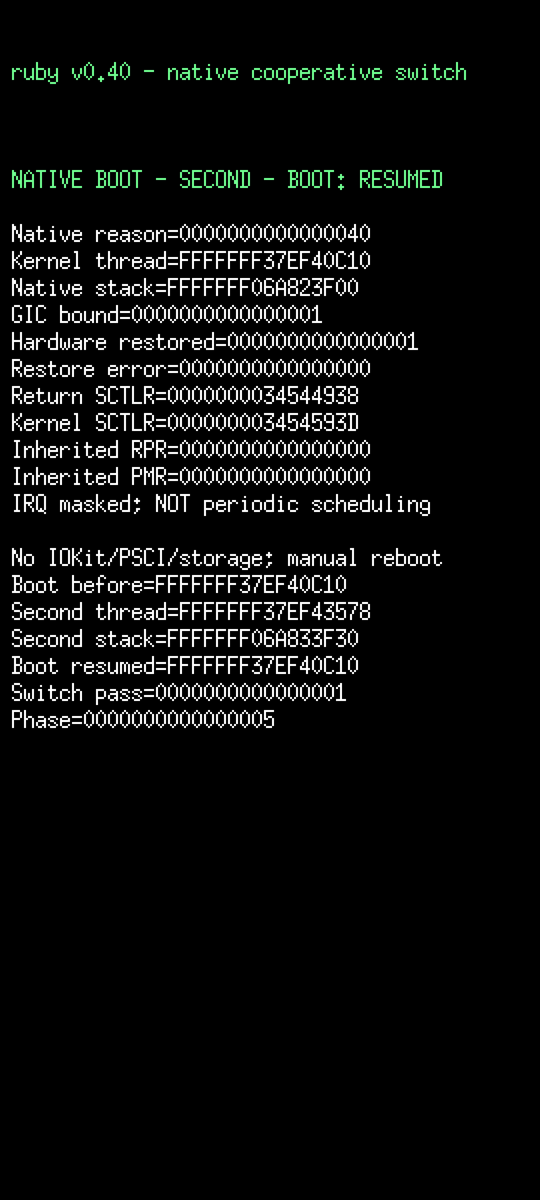 ruby v0.40 - native cooperative switch
NATIVE BOOT - SECOND - BOOT: RESUMED
Native reason=0000000000000040
Kernel thread=FFFFFFF37EF40C10
Native stack=FFFFFFF06A823F00
GIC bound=0000000000000001
Hardware restored=0000000000000001
Restore error=0000000000000000
Return SCTLR=0000000034544938
Kernel SCTLR=000000003454593D
Inherited RPR=0000000000000000
Inherited PMR=0000000000000000
IRQ masked; NOT periodic scheduling
No IOKit/PSCI/storage; manual reboot
Boot before=FFFFFFF37EF40C10
Second thread=FFFFFFF37EF43578
Second stack=FFFFFFF06A833F30
Boot resumed=FFFFFFF37EF40C10
Switch pass=0000000000000001
Phase=0000000000000005